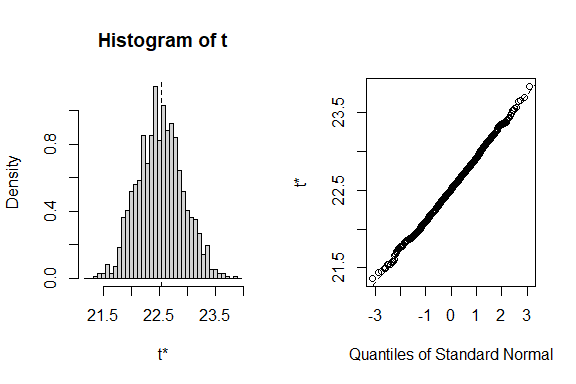 Histogram of t
Density
0.0 0.4 0.8
21.5 22.5 23.5
t*
t*
21.5 22.5 23.5
-3 -1 0 1 2 3
Quantiles of Standard Normal